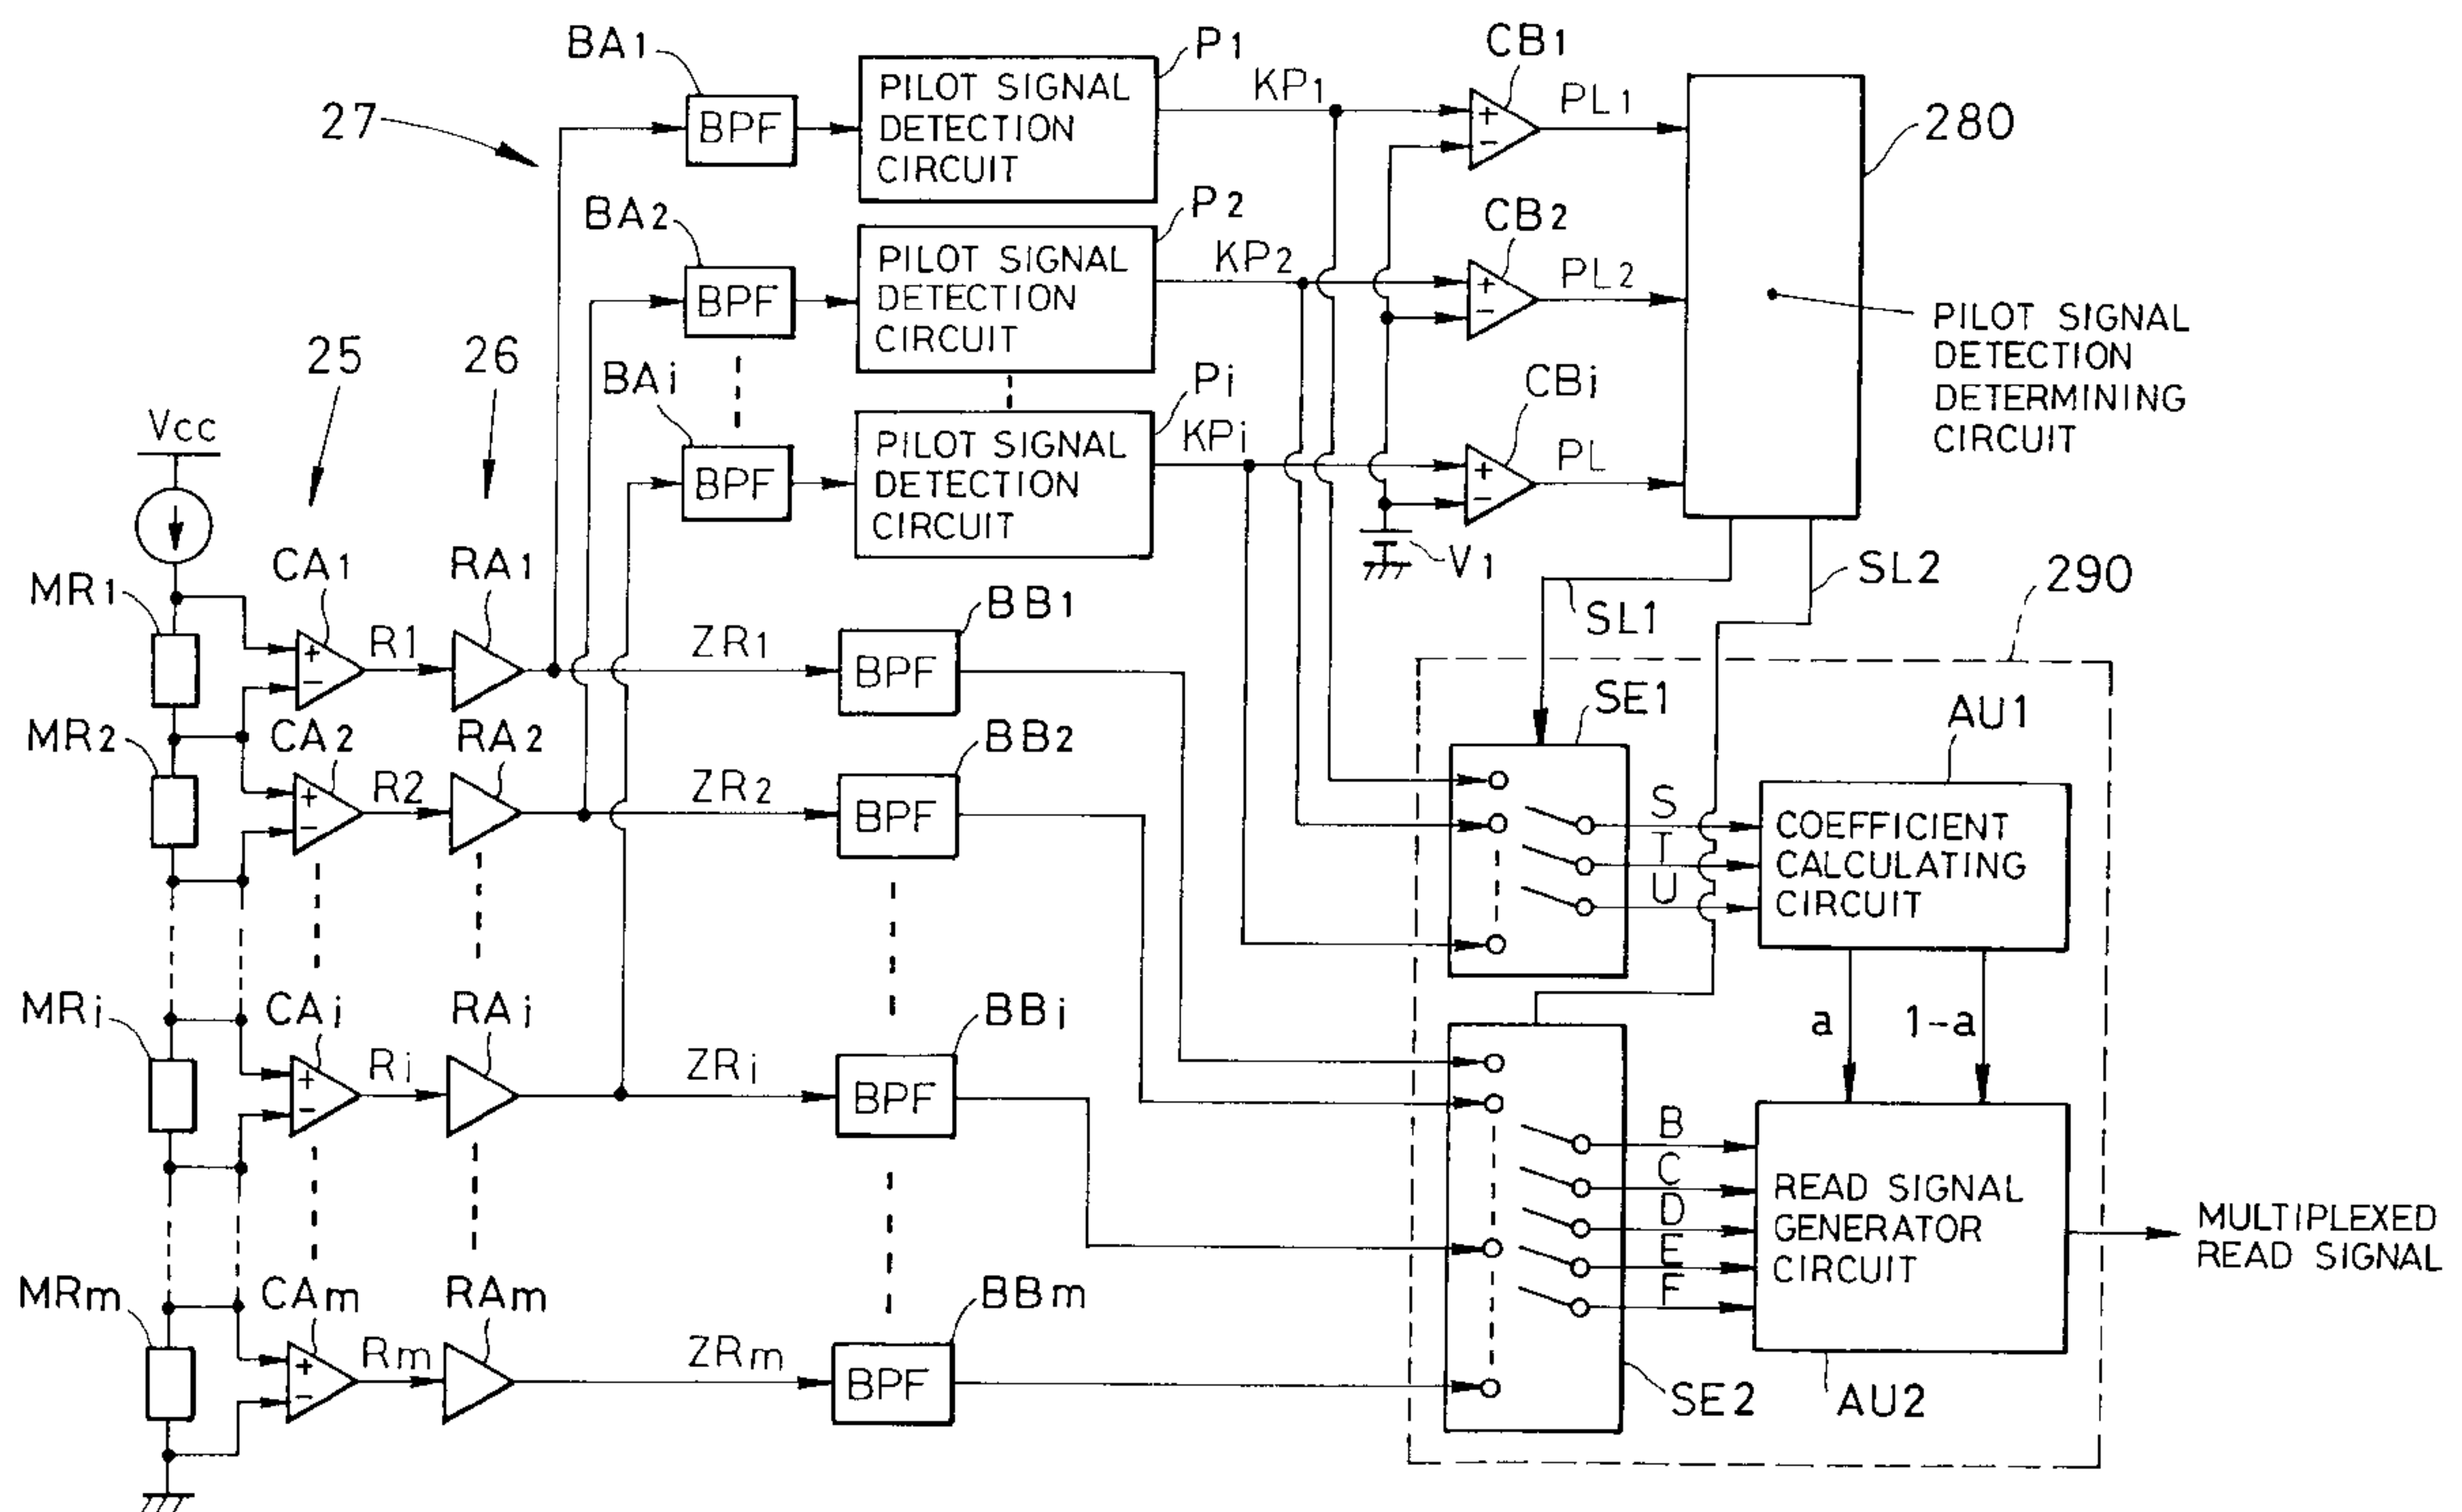 BA1
P1
CB1
27
BPF
PILOT SIGNAL
DETECTION
CIRCUIT
KP1
PL1
280
BA2
P2
CB2
BPF
PILOT SIGNAL
DETECTION
CIRCUIT
KP2
PL2
PILOT SIGNAL
DETECTION
DETERMINING
CIRCUIT
25
26
BAi
Pi
CBi
Vcc
BPF
PILOT SIGNAL
DETECTION
CIRCUIT
KPi
PL
V1
SL1
SL2
290
MR1
CA1
RA1
+
−
R1
ZR1
BB1
BPF
MR2
CA2
RA2
+
−
R2
ZR2
BB2
BPF
SE1
AU1
S
T
U
COEFFICIENT
CALCULATING
CIRCUIT
a
1-a
MRi
CAi
RAi
+
−
Ri
ZRi
BBi
BPF
B
C
D
E
F
READ SIGNAL
GENERATOR
CIRCUIT
MULTIPLEXED
READ SIGNAL
MRm
CAm
RAm
+
−
Rm
ZRm
BBm
BPF
SE2
AU2